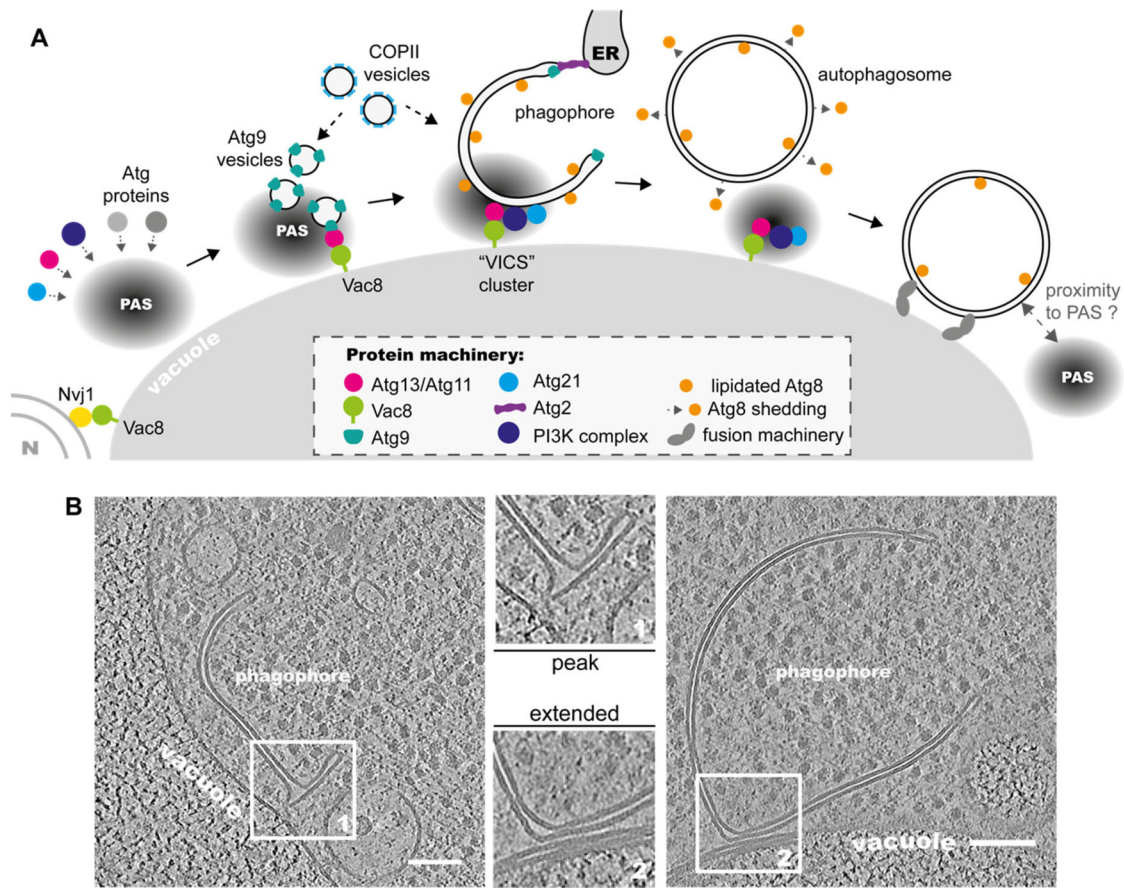 A
COPII
vesicles
ER
phagophore
autophagosome
Atg9
vesicles
Atg
proteins
PAS
PAS
Vac8
"VICS"
cluster
proximity
to PAS ?
PAS
vacuole
Nvj1
Vac8
N
Protein machinery:
Atg13/Atg11
Vac8
Atg9
Atg21
Atg2
PI3K complex
lipidated Atg8
Atg8 shedding
fusion machinery
B
phagophore
vacuole
1
1
peak
extended
2
phagophore
2
vacuole